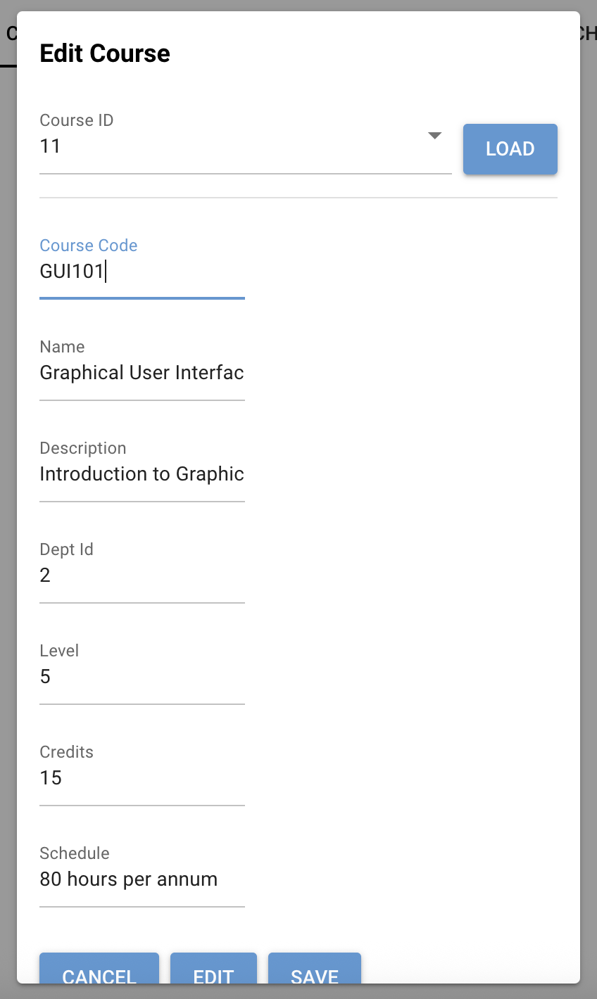 Edit Course
Course ID
11
LOAD
Course Code
GUI101
Name
Graphical User Interfac
Description
Introduction to Graphic
Dept Id
2
Level
5
Credits
15
Schedule
80 hours per annum
CANCEL EDIT SAVE